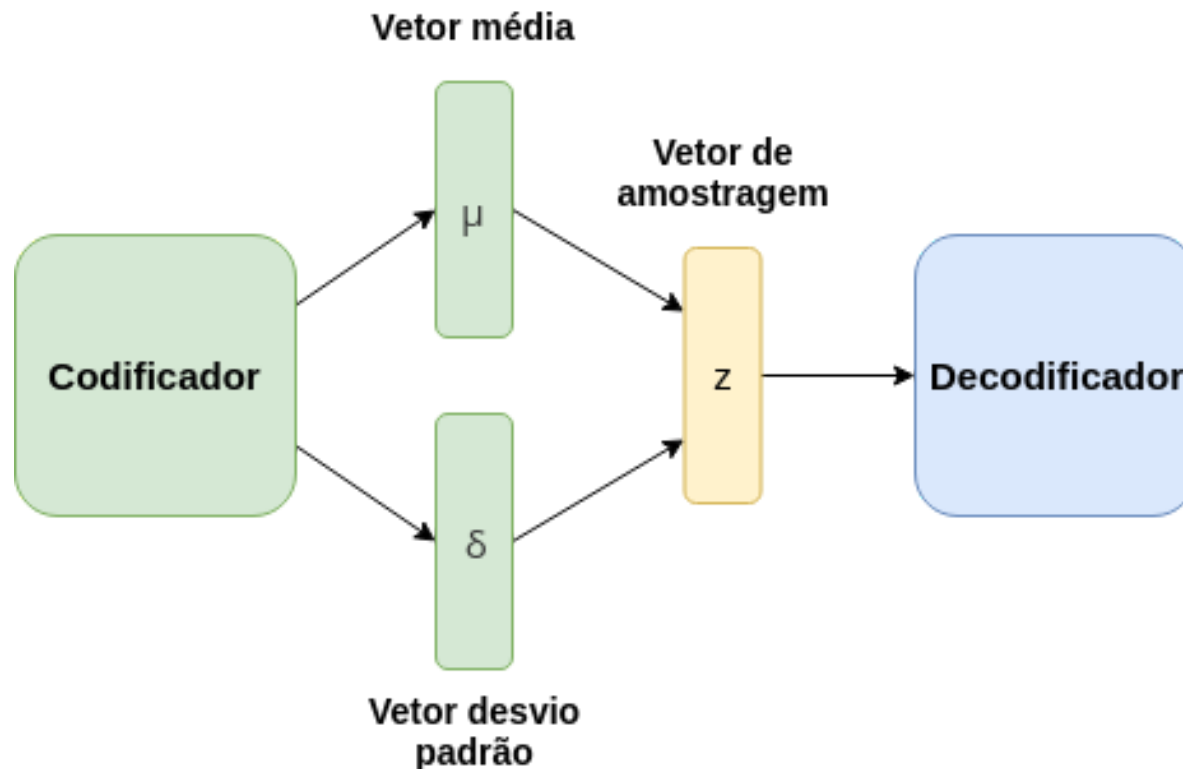 Vetor média
μ
Vetor de
amostragem
Codificador
z
Decodificador
δ
Vetor desvio
padrão